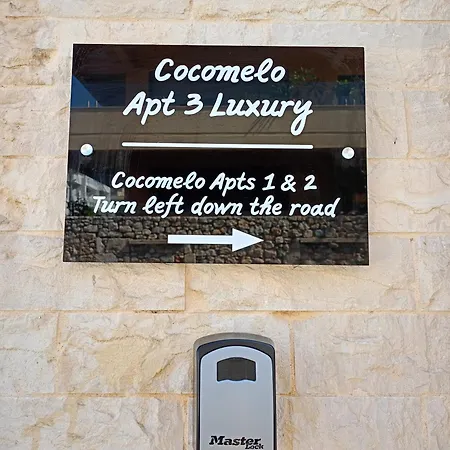 Cocomelo
Apt 3 Luxury
Cocomelo Apts 1 & 2
Turn left down the road
Master
Lock